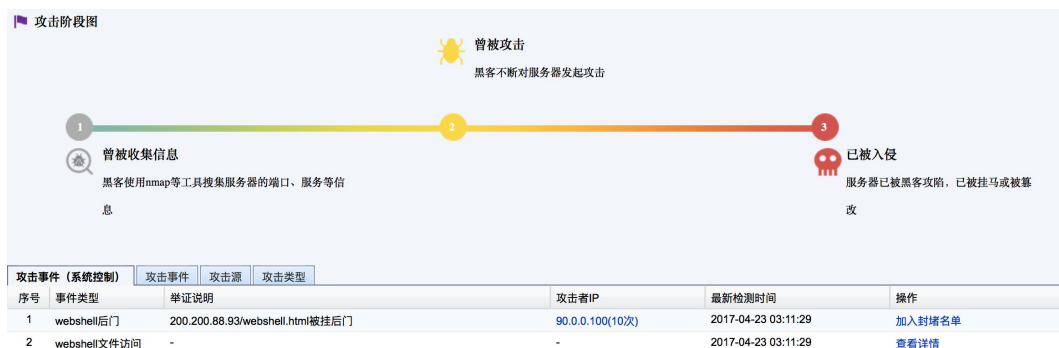 攻击阶段图
曾被攻击
黑客不断对服务器发起攻击
1
2
3
曾被收集信息
黑客使用nmap等工具搜集服务器的端口、服务等信
息
已被入侵
服务器已被黑客攻陷，已被挂马或被篡
改
攻击事件（系统控制） 攻击事件 攻击源 攻击类型
序号 事件类型 举证说明 攻击者IP 最新检测时间 操作
1 webshell后门 200.200.88.93/webshell.html被挂后门 90.0.0.100(10次) 2017-04-23 03:11:29 加入封堵名单
2 webshell文件访问 - - 2017-04-23 03:11:29 查看详情